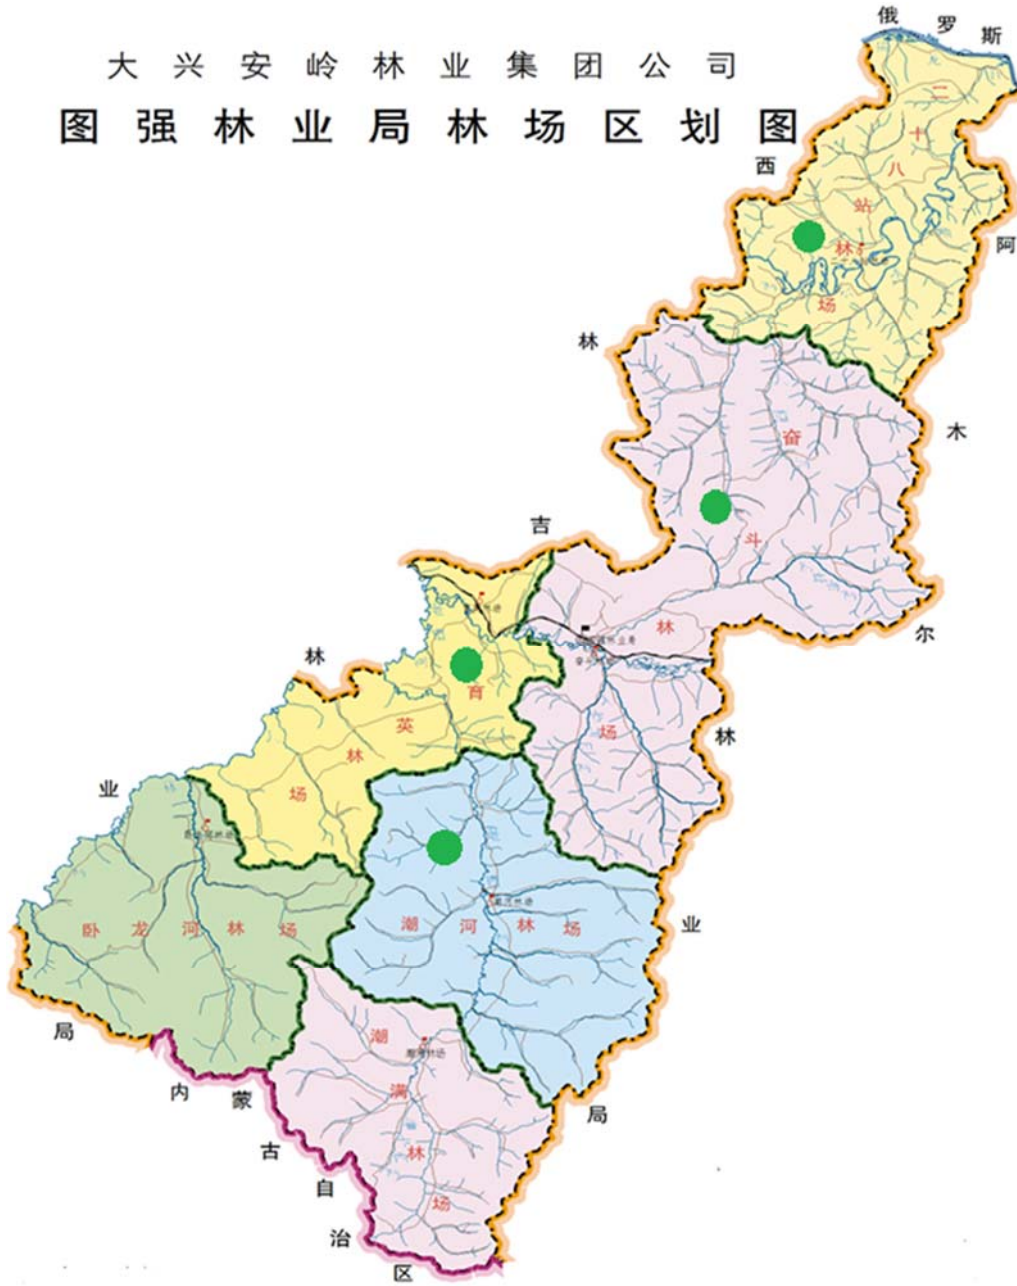 大兴安岭林业集团公司
图强林业局林场区划图
俄罗斯
西林吉林业局
阿木尔林业局
内蒙古自治区
二十八站林场
奋斗林场
育英林场
卧龙河林场
潮河林场
潮满林场